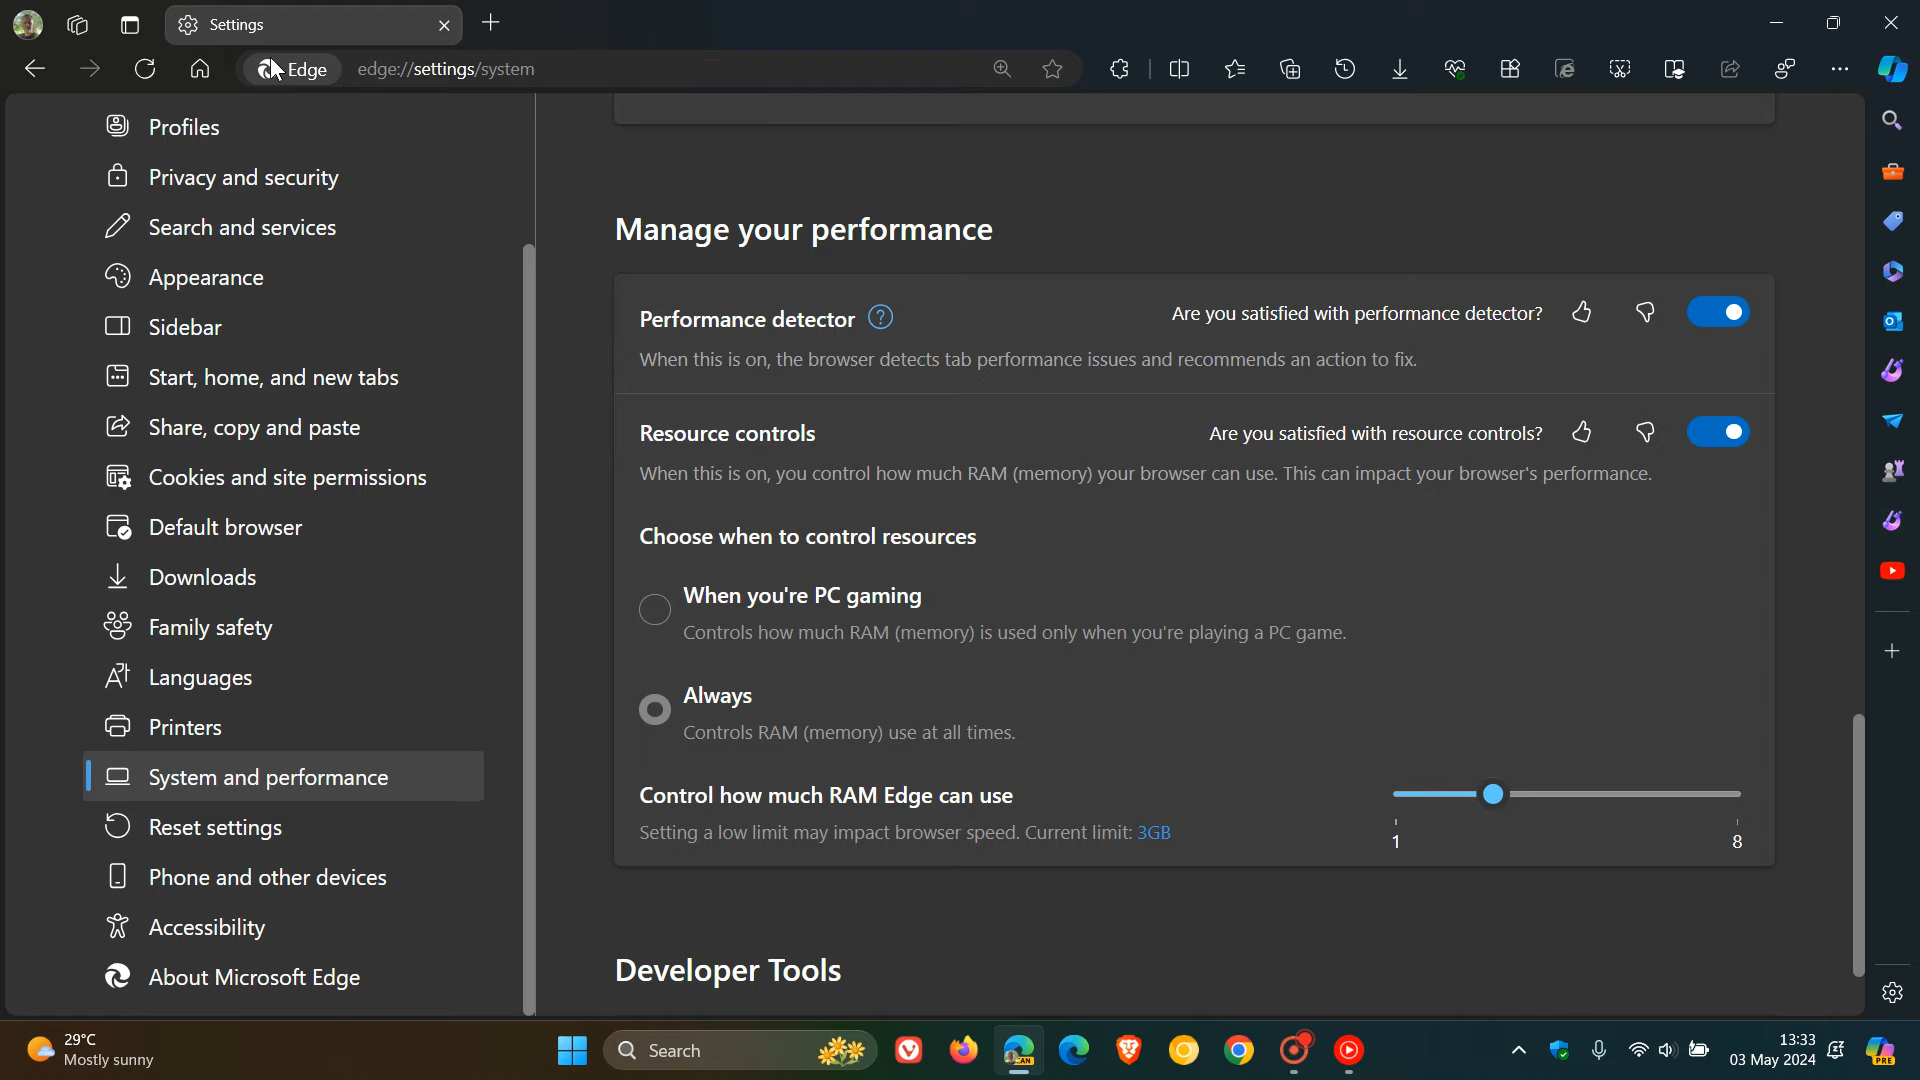 Settings
Edge
edge://settings/system
Profiles
Privacy and security
Search and services
Appearance
Sidebar
Start, home, and new tabs
Share, copy and paste
Cookies and site permissions
Default browser
Downloads
Family safety
Languages
Printers
System and performance
Reset settings
Phone and other devices
Accessibility
About Microsoft Edge
Manage your performance
Performance detector
Are you satisfied with performance detector?
When this is on, the browser detects tab performance issues and recommends an action to fix.
Resource controls
Are you satisfied with resource controls?
When this is on, you control how much RAM (memory) your browser can use. This can impact your browser's performance.
Choose when to control resources
When you're PC gaming
Controls how much RAM (memory) is used only when you're playing a PC game.
Always
Controls RAM (memory) use at all times.
Control how much RAM Edge can use
Setting a low limit may impact browser speed. Current limit: 3GB
1
8
Developer Tools
29°C
Mostly sunny
Search
CAN
13:33
03 May 2024
PRE